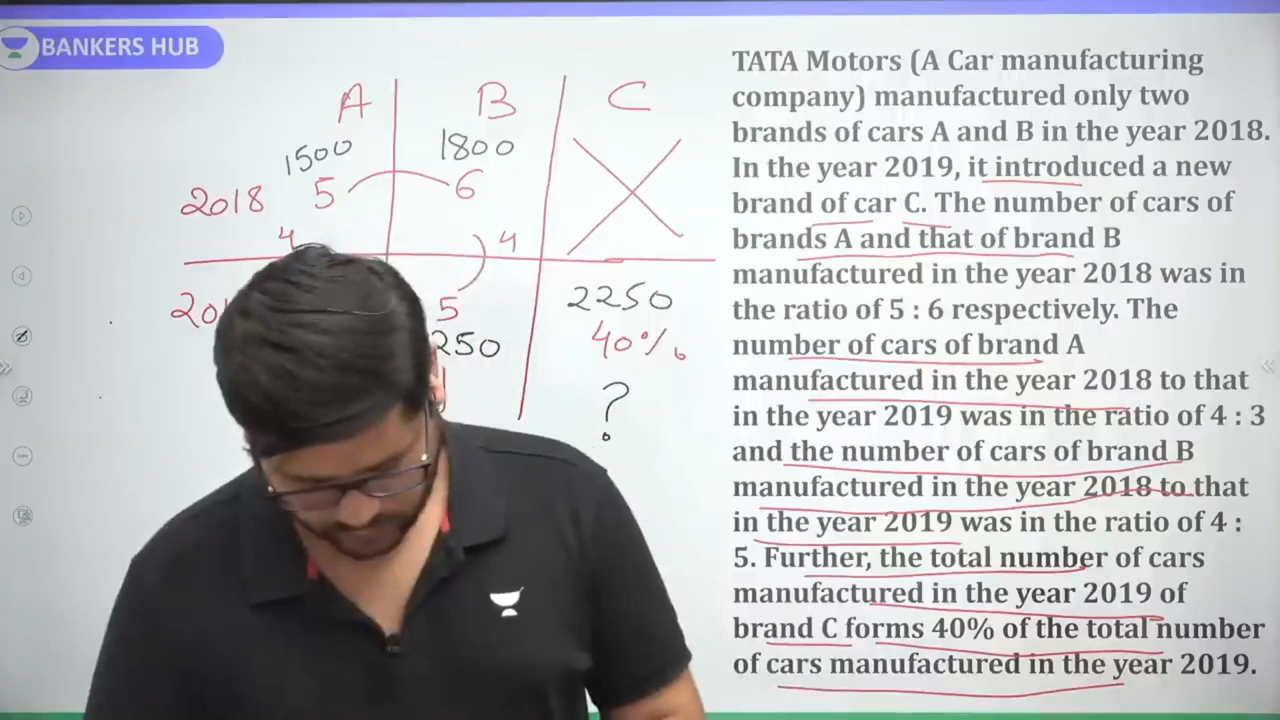 BANKERS HUB
A B C
1500 1800
2018 5 6
4 4
5 2250
250 40%
?
TATA Motors (A Car manufacturing
company) manufactured only two
brands of cars A and B in the year 2018.
In the year 2019, it introduced a new
brand of car C. The number of cars of
brands A and that of brand B
manufactured in the year 2018 was in
the ratio of 5 : 6 respectively. The
number of cars of brand A
manufactured in the year 2018 to that
in the year 2019 was in the ratio of 4 : 3
and the number of cars of brand B
manufactured in the year 2018 to that
in the year 2019 was in the ratio of 4 :
5. Further, the total number of cars
manufactured in the year 2019 of
brand C forms 40% of the total number
of cars manufactured in the year 2019.